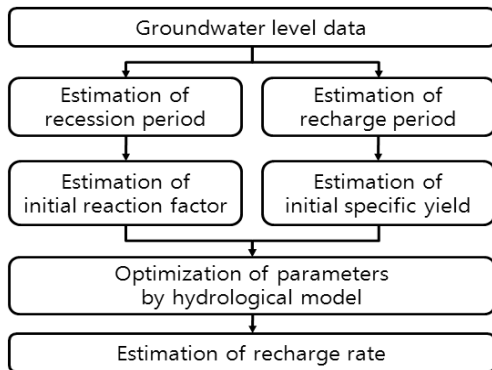 Groundwater level data
Estimation of
recession period
Estimation of
recharge period
Estimation of
initial reaction factor
Estimation of
initial specific yield
Optimization of parameters
by hydrological model
Estimation of recharge rate